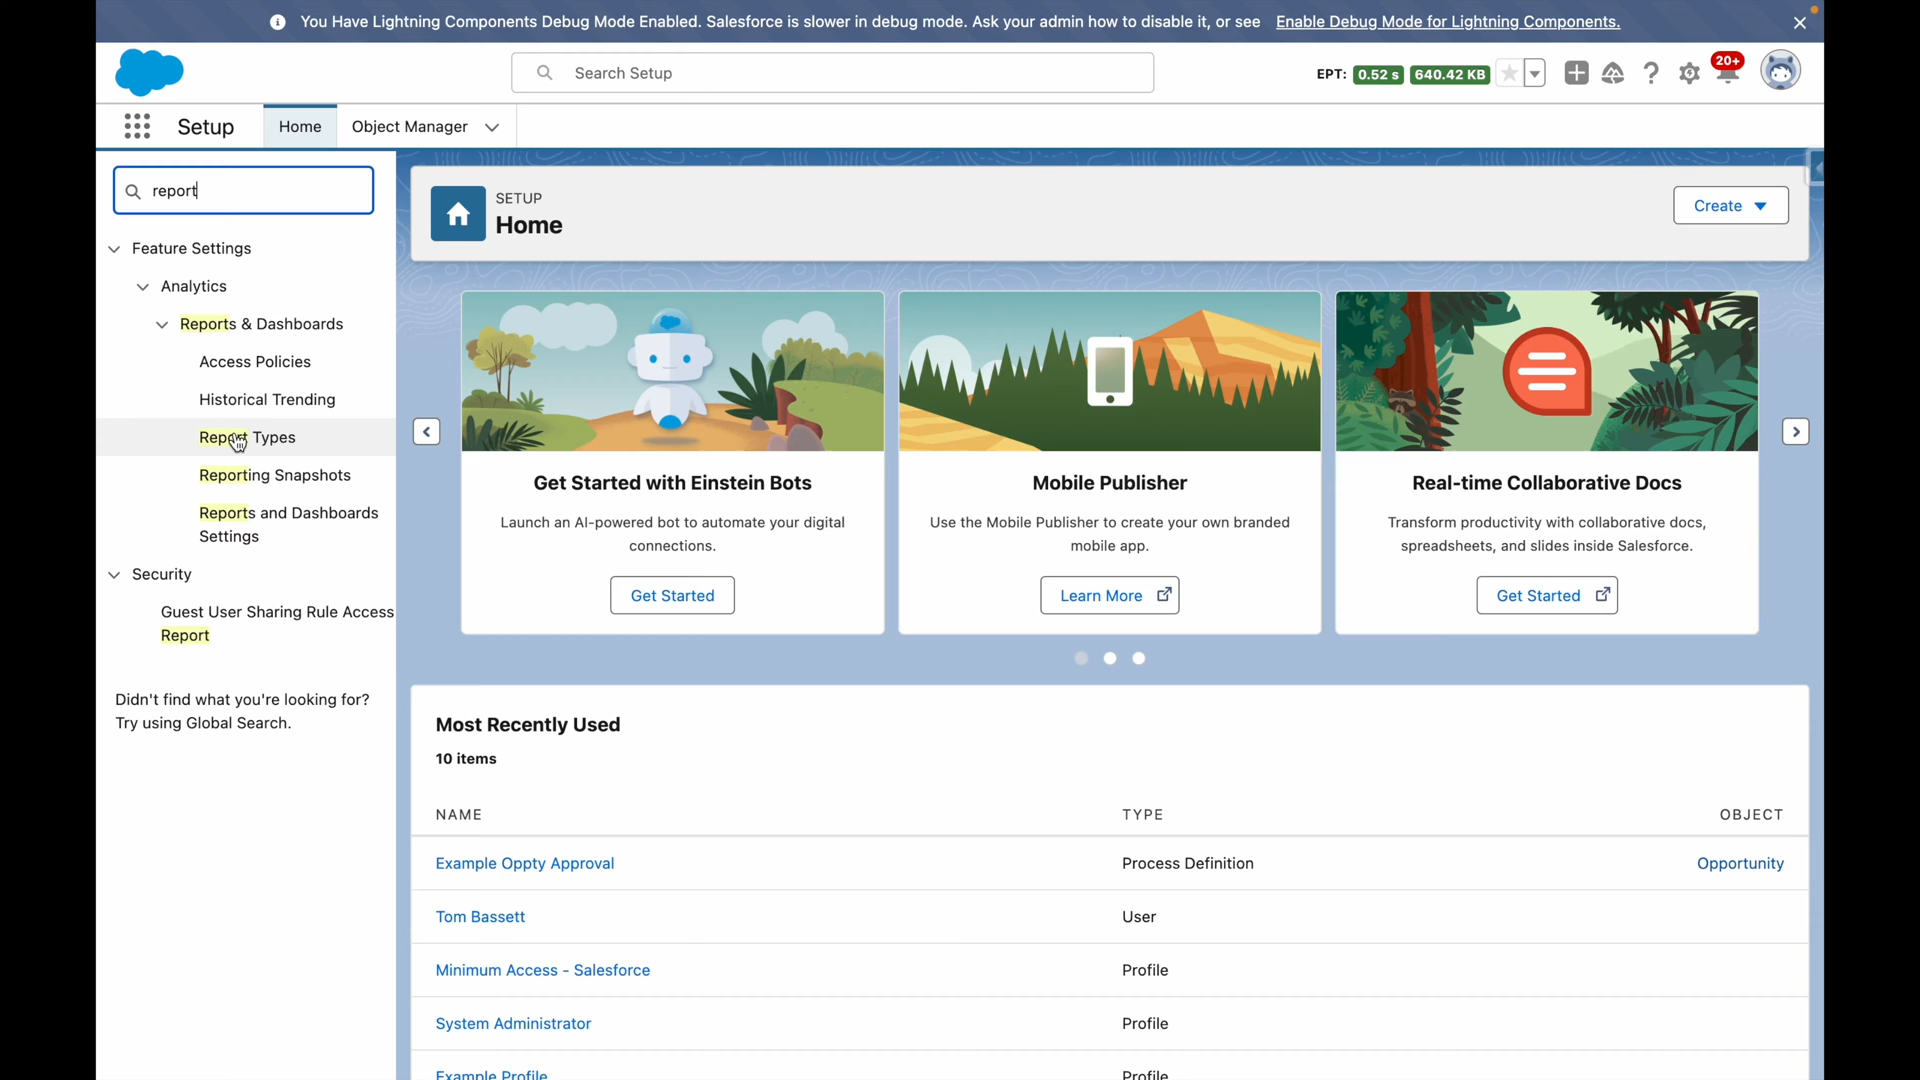 You Have Lightning Components Debug Mode Enabled. Salesforce is slower in debug mode. Ask your admin how to disable it, or see Enable Debug Mode for Lightning Components.
Search Setup
EPT: 0.52 s 640.42 KB
20+
Setup
Home
Object Manager
report
Feature Settings
Analytics
Reports & Dashboards
Access Policies
Historical Trending
Report Types
Reporting Snapshots
Reports and Dashboards
Settings
Security
Guest User Sharing Rule Access
Report
Didn't find what you're looking for?
Try using Global Search.
SETUP
Home
Create
Get Started with Einstein Bots
Launch an AI-powered bot to automate your digital
connections.
Get Started
Mobile Publisher
Use the Mobile Publisher to create your own branded
mobile app.
Learn More
Real-time Collaborative Docs
Transform productivity with collaborative docs,
spreadsheets, and slides inside Salesforce.
Get Started
Most Recently Used
10 items
NAME TYPE OBJECT
Example Oppty Approval Process Definition Opportunity
Tom Bassett User
Minimum Access - Salesforce Profile
System Administrator Profile
Example Profile Profile